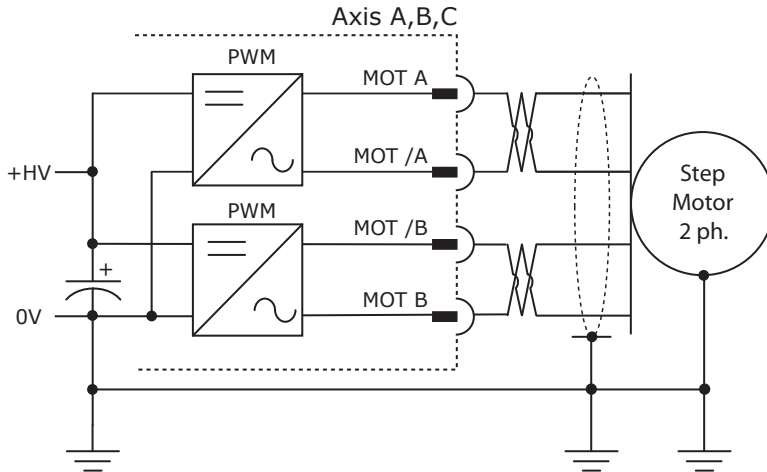 Axis A,B,C
PWM
MOT A
MOT /A
+HV
PWM
MOT /B
+
0V
MOT B
Step
Motor
2 ph.